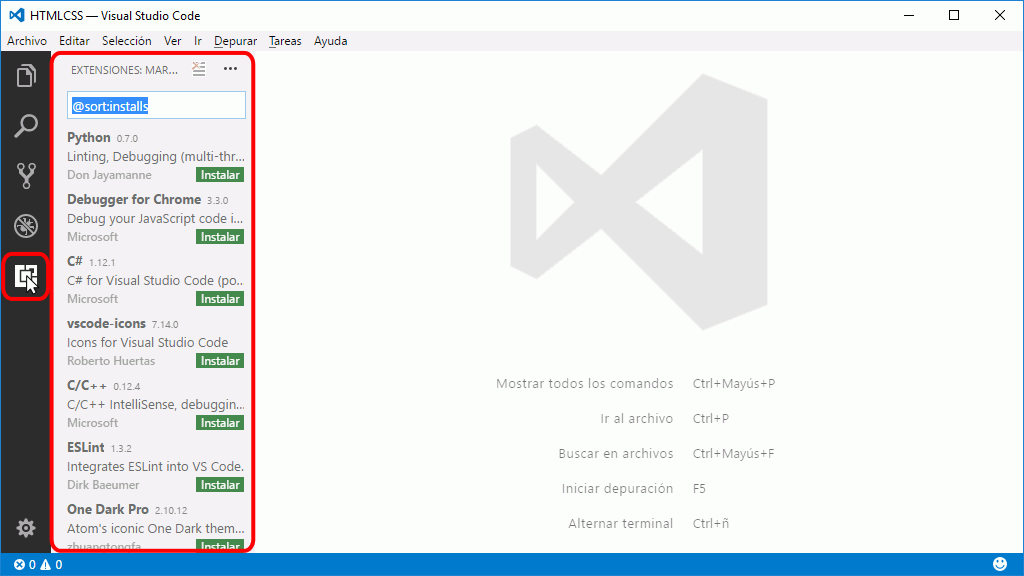 HTMLCSS — Visual Studio Code
Archivo Editar Selección Ver Ir Depurar Tareas Ayuda
EXTENSIONES: MAR...
@sort:installs
Python 0.7.0
Linting, Debugging (multi-thr...
Don Jayamanne Instalar
Debugger for Chrome 3.3.0
Debug your JavaScript code i...
Microsoft Instalar
C# 1.12.1
C# for Visual Studio Code (po...
Microsoft Instalar
vscode-icons 7.14.0
Icons for Visual Studio Code
Roberto Huertas Instalar
C/C++ 0.12.4
C/C++ IntelliSense, debuggin...
Microsoft Instalar
ESLint 1.3.2
Integrates ESLint into VS Code.
Dirk Baeumer Instalar
One Dark Pro 2.10.12
Atom's iconic One Dark them...
zhuangtongfa Instalar
Mostrar todos los comandos Ctrl+Mayús+P
Ir al archivo Ctrl+P
Buscar en archivos Ctrl+Mayús+F
Iniciar depuración F5
Alternar terminal Ctrl+ñ
0 0